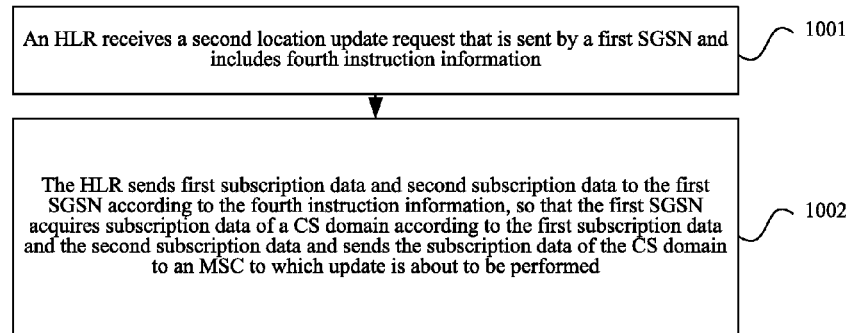 An HLR receives a second location update request that is sent by a first SGSN and
includes fourth instruction information
1001
The HLR sends first subscription data and second subscription data to the first
SGSN according to the fourth instruction information, so that the first SGSN
acquires subscription data of a CS domain according to the first subscription data
and the second subscription data and sends the subscription data of the CS domain
to an MSC to which update is about to be performed
1002